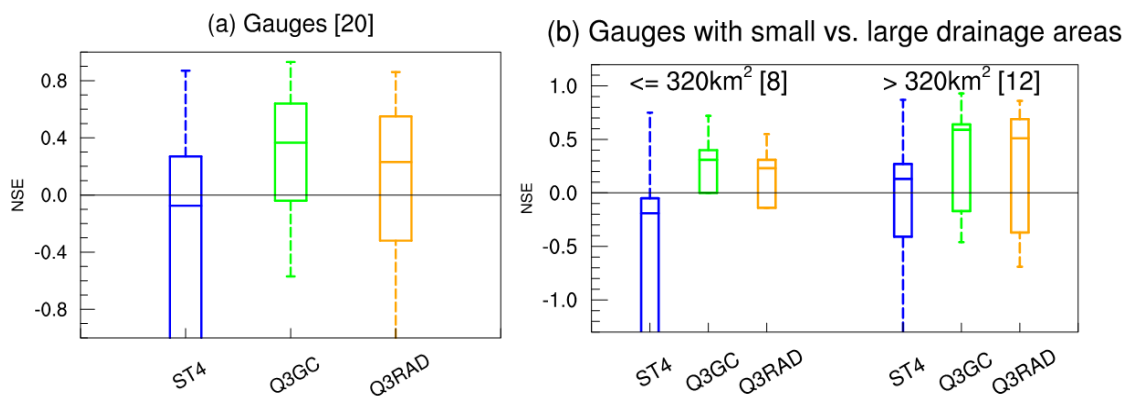 (a) Gauges [20]
0.8
0.4
0.0
-0.4
-0.8
NSE
ST4
Q3GC
Q3RAD
(b) Gauges with small vs. large drainage areas
<= 320km² [8]
> 320km² [12]
1.0
0.5
0.0
-0.5
-1.0
NSE
ST4
Q3GC
Q3RAD
ST4
Q3GC
Q3RAD